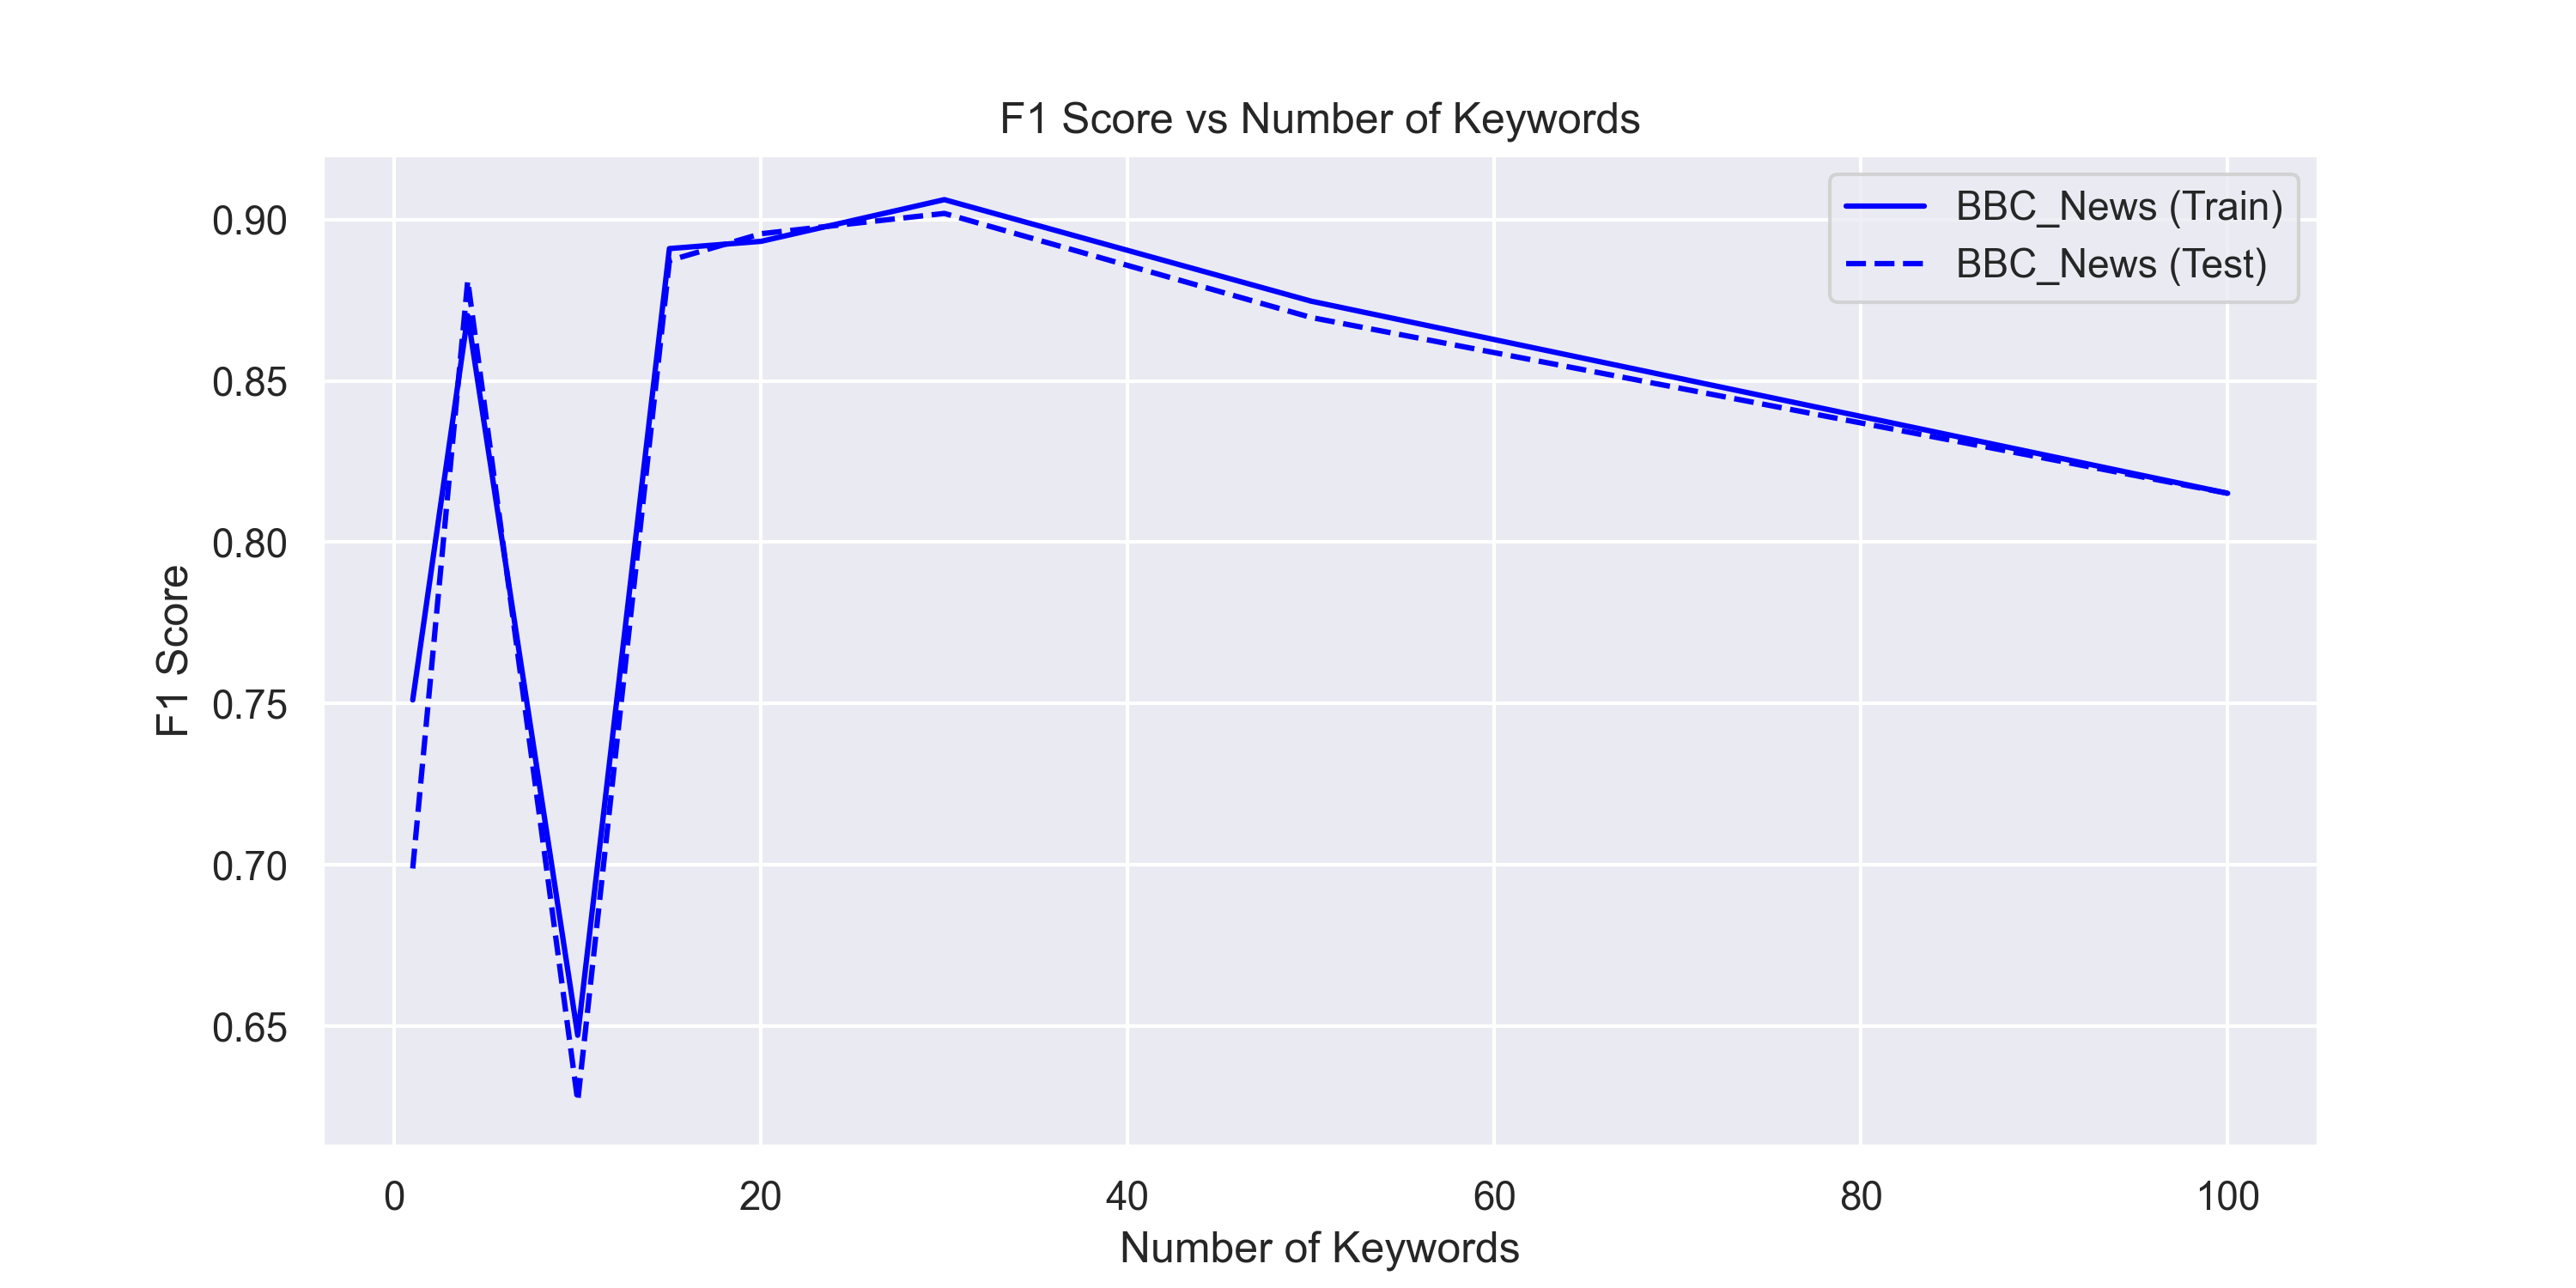 F1 Score vs Number of Keywords
BBC_News (Train)
BBC_News (Test)
F1 Score
0.90
0.85
0.80
0.75
0.70
0.65
0
20
40
60
80
100
Number of Keywords